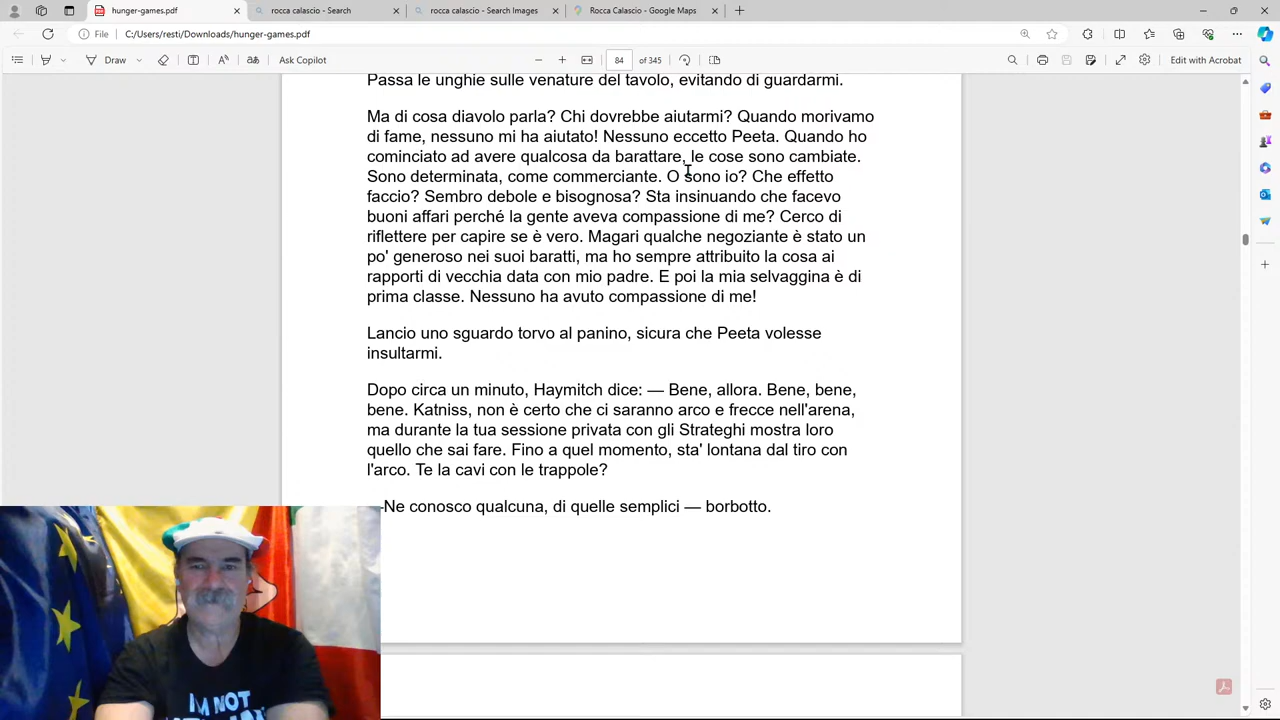 hunger-games.pdf
rocca calascio - Search
rocca calascio - Search Images
Rocca Calascio - Google Maps
File
C:/Users/resti/Downloads/hunger-games.pdf
Draw
Ask Copilot
84
of 345
Edit with Acrobat
Passa le unghie sulle venature del tavolo, evitando di guardarmi.
Ma di cosa diavolo parla? Chi dovrebbe aiutarmi? Quando morivamo
di fame, nessuno mi ha aiutato! Nessuno eccetto Peeta. Quando ho
cominciato ad avere qualcosa da barattare, le cose sono cambiate.
Sono determinata, come commerciante. O sono io? Che effetto
faccio? Sembro debole e bisognosa? Sta insinuando che facevo
buoni affari perché la gente aveva compassione di me? Cerco di
riflettere per capire se è vero. Magari qualche negoziante è stato un
po' generoso nei suoi baratti, ma ho sempre attribuito la cosa ai
rapporti di vecchia data con mio padre. E poi la mia selvaggina è di
prima classe. Nessuno ha avuto compassione di me!
Lancio uno sguardo torvo al panino, sicura che Peeta volesse
insultarmi.
Dopo circa un minuto, Haymitch dice: — Bene, allora. Bene, bene,
bene. Katniss, non è certo che ci saranno arco e frecce nell'arena,
ma durante la tua sessione privata con gli Strateghi mostra loro
quello che sai fare. Fino a quel momento, sta' lontana dal tiro con
l'arco. Te la cavi con le trappole?
—Ne conosco qualcuna, di quelle semplici — borbotto.
I'M NOT